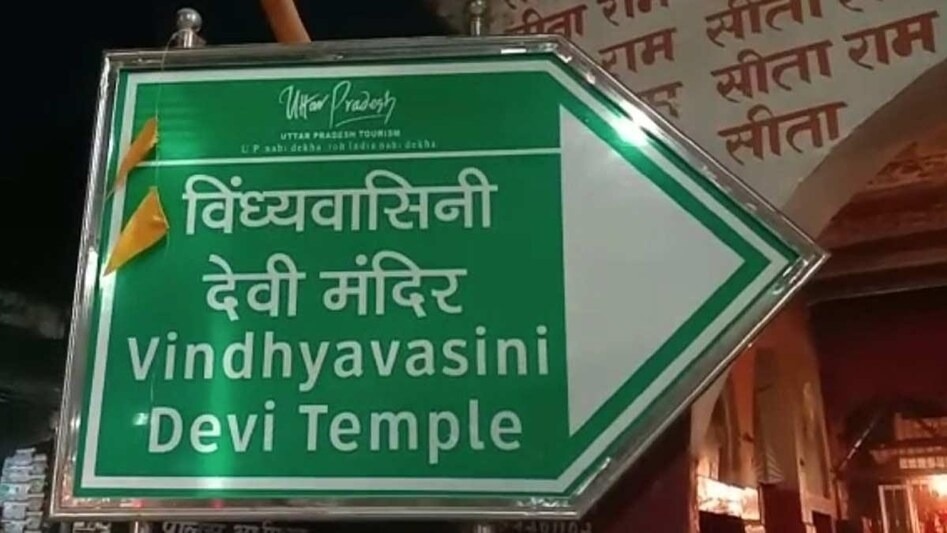 Uttar Pradesh
UTTAR PRADESH TOURISM
U P nahi dekha toh India nahi dekha
विंध्यवासिनी
देवी मंदिर
Vindhyavasini
Devi Temple
सीता राम
राम सीता राम
सीता